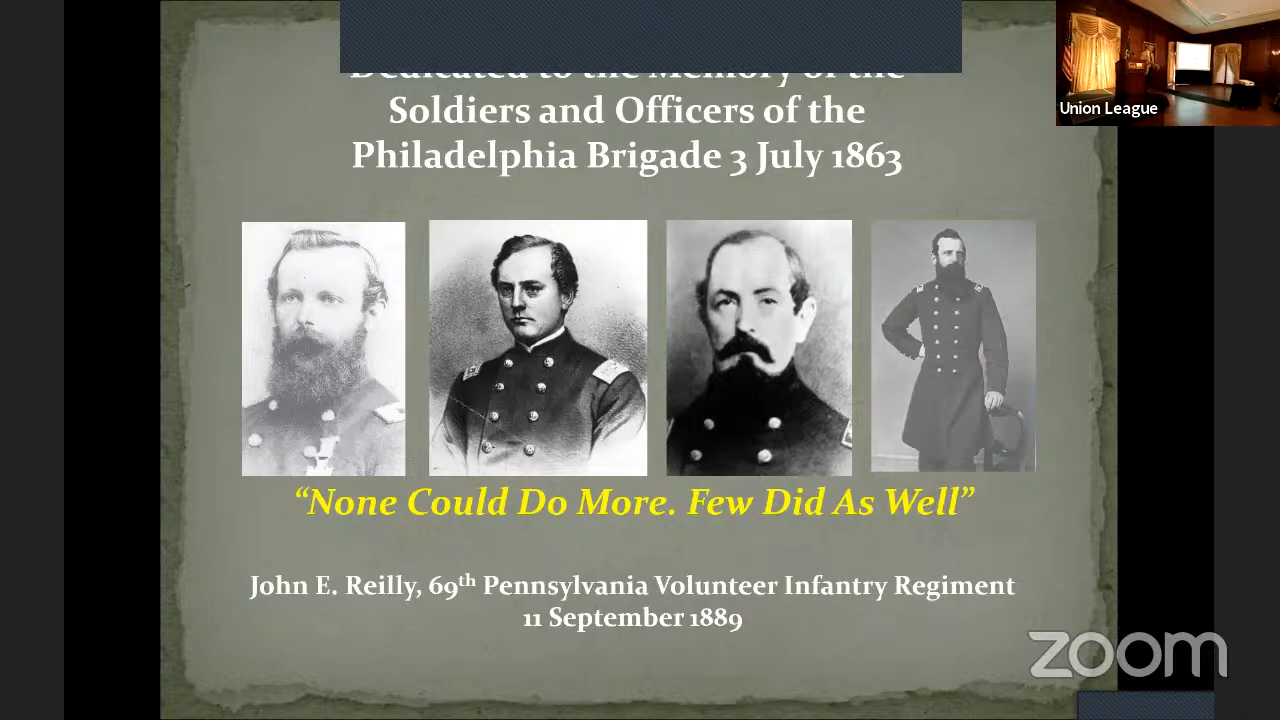 Dedicated to the Memory of the
Soldiers and Officers of the
Philadelphia Brigade 3 July 1863
Union League
“None Could Do More. Few Did As Well”
John E. Reilly, 69th Pennsylvania Volunteer Infantry Regiment
11 September 1889
zoom